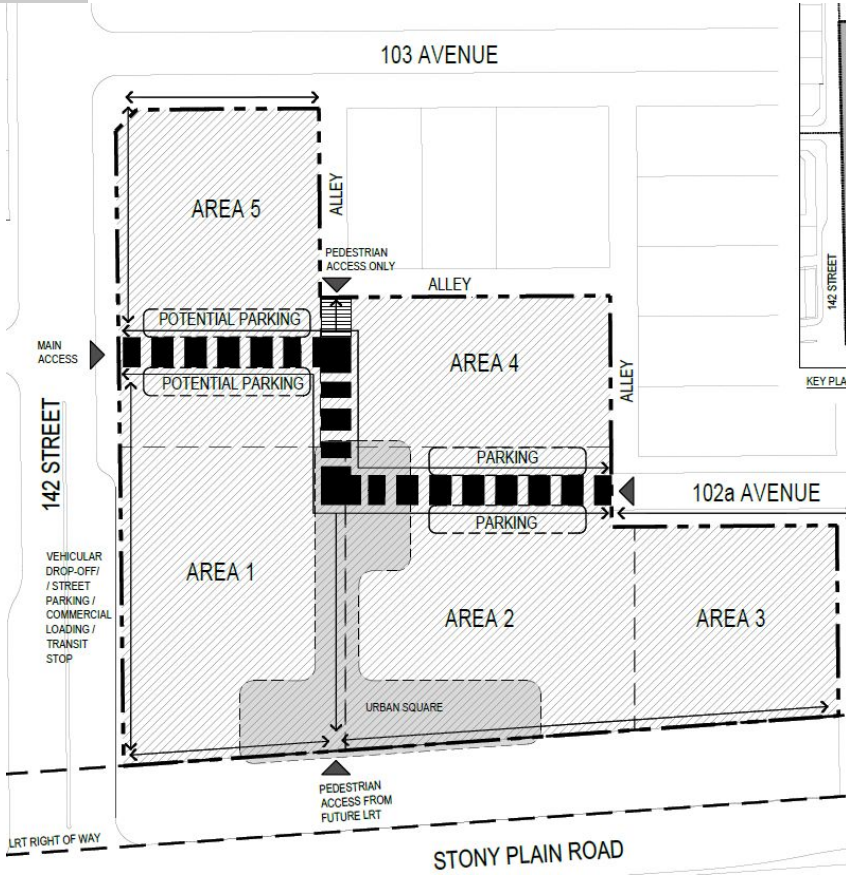 103 AVENUE
AREA 5
ALLEY
PEDESTRIAN
ACCESS ONLY
ALLEY
142 STREET
POTENTIAL PARKING
MAIN
ACCESS
POTENTIAL PARKING
AREA 4
ALLEY
KEY PLA
142 STREET
PARKING
102a AVENUE
PARKING
VEHICULAR
DROP-OFF/
/ STREET
PARKING /
COMMERCIAL
LOADING /
TRANSIT
STOP
AREA 1
AREA 2
AREA 3
URBAN SQUARE
PEDESTRIAN
ACCESS FROM
FUTURE LRT
LRT RIGHT OF WAY
STONY PLAIN ROAD